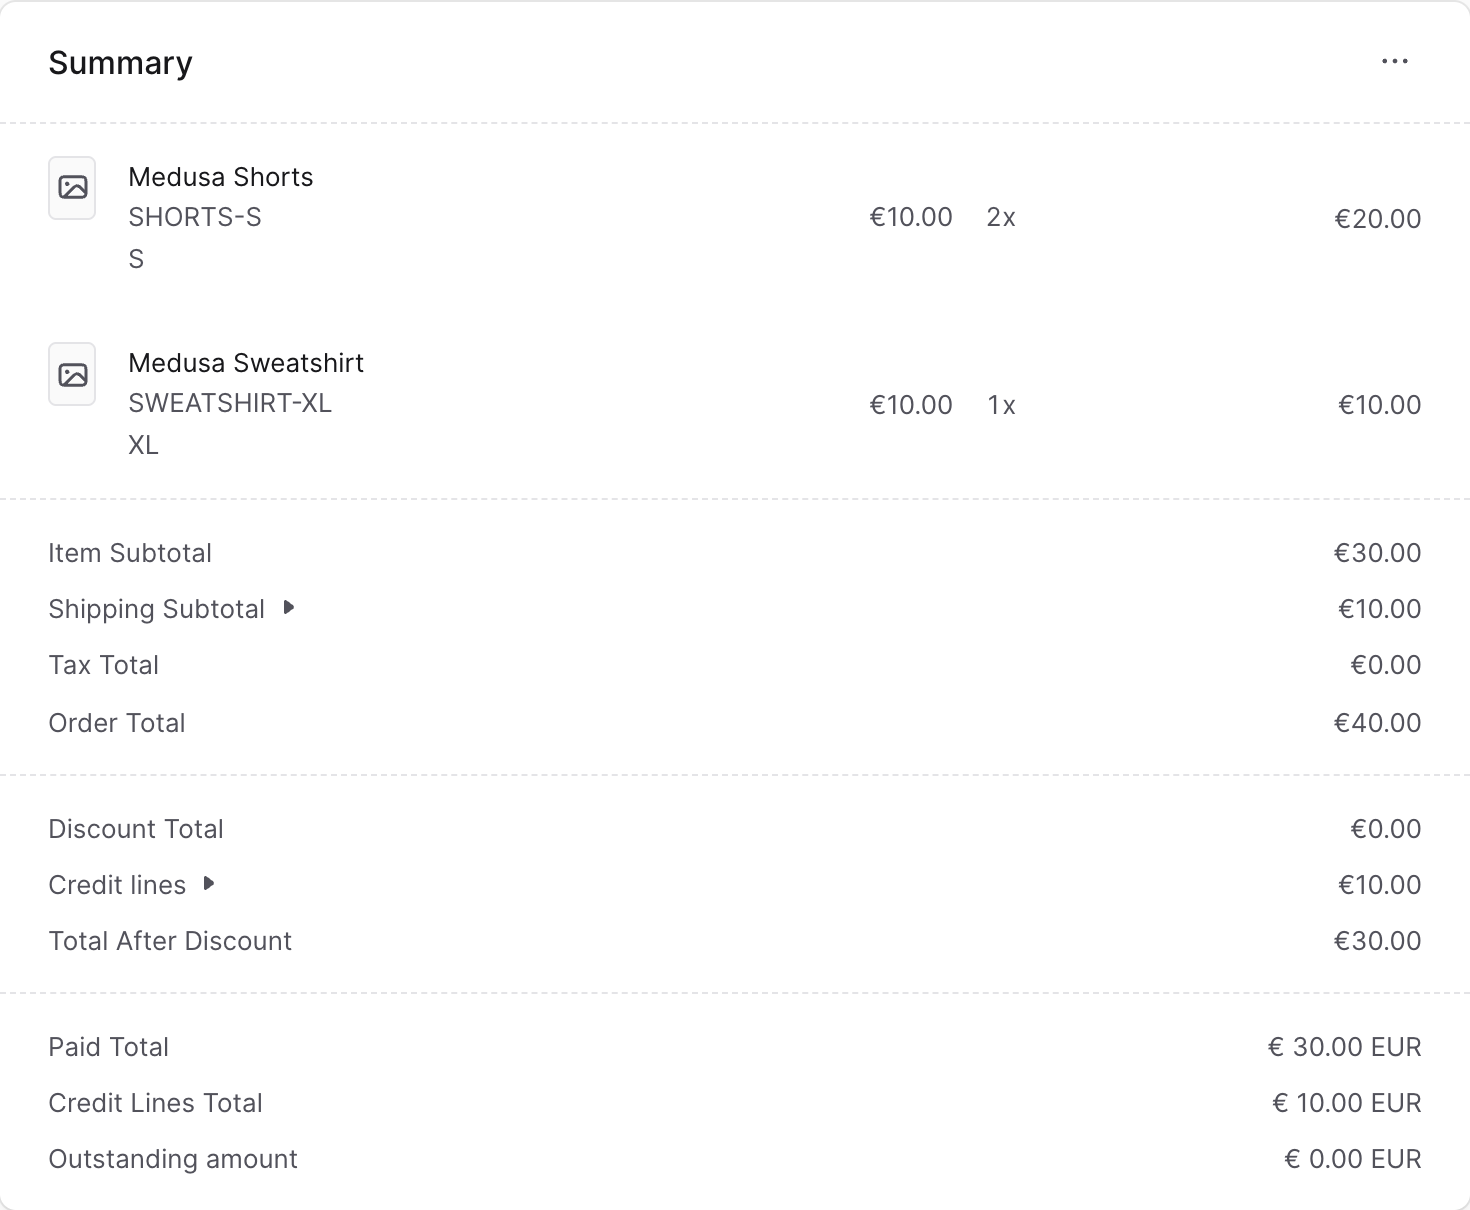 Summary
Medusa Shorts
SHORTS-S €10.00 2x €20.00
S
Medusa Sweatshirt
SWEATSHIRT-XL €10.00 1x €10.00
XL
Item Subtotal €30.00
Shipping Subtotal €10.00
Tax Total €0.00
Order Total €40.00
Discount Total €0.00
Credit lines €10.00
Total After Discount €30.00
Paid Total € 30.00 EUR
Credit Lines Total € 10.00 EUR
Outstanding amount € 0.00 EUR